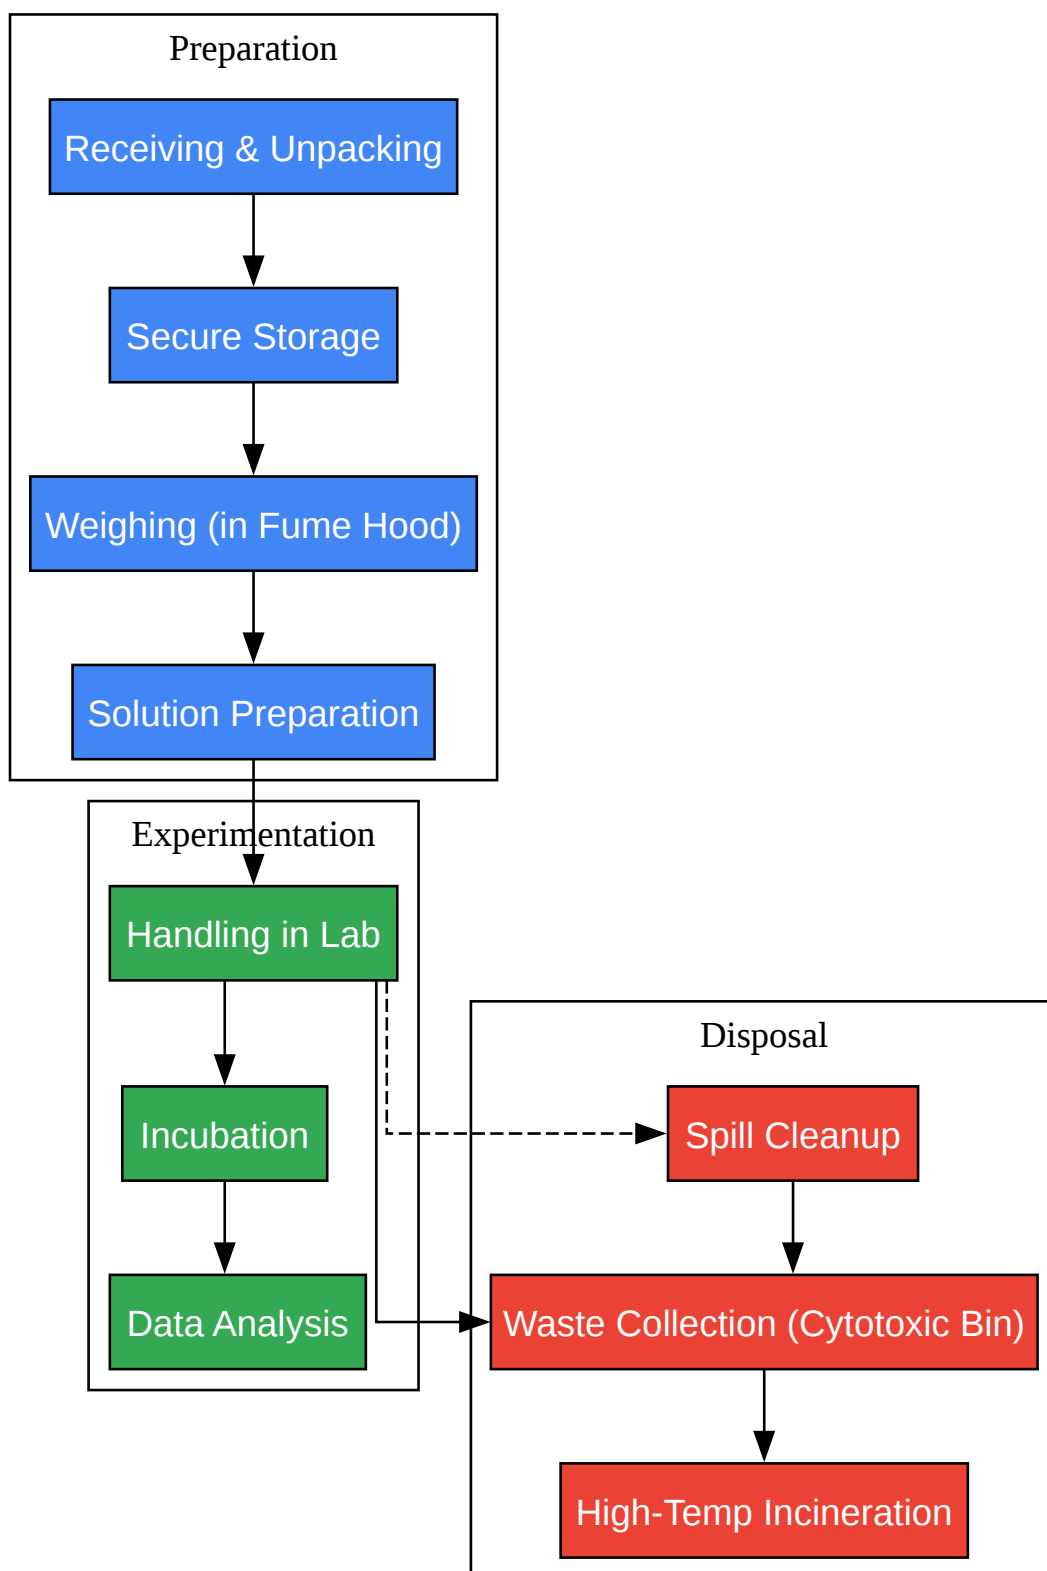 Preparation
Receiving & Unpacking
Secure Storage
Weighing (in Fume Hood)
Solution Preparation
Experimentation
Handling in Lab
Incubation
Data Analysis
Disposal
Spill Cleanup
Waste Collection (Cytotoxic Bin)
High-Temp Incineration